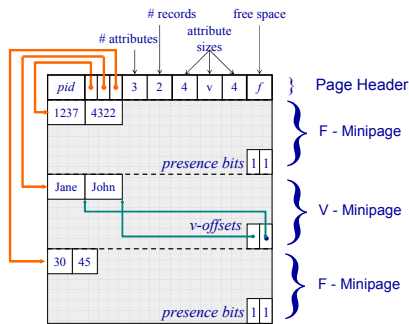 # records
free space
# attributes
attribute
sizes
pid 3 2 4 v 4 f
Page Header
1237 4322
F - Minipage
presence bits 1 1
Jane John
V - Minipage
v-offsets
30 45
F - Minipage
presence bits 1 1